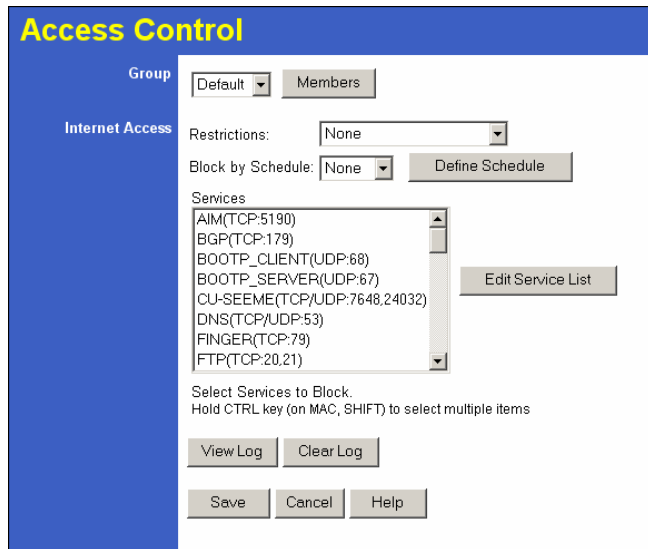 Access Control
Group
Default
Members
Internet Access
Restrictions:
None
Block by Schedule:
None
Define Schedule
Services
AIM(TCP:5190)
BGP(TCP:179)
BOOTP_CLIENT(UDP:68)
BOOTP_SERVER(UDP:67)
CU-SEEME(TCP/UDP:7648,24032)
DNS(TCP/UDP:53)
FINGER(TCP:79)
FTP(TCP:20,21)
Edit Service List
Select Services to Block.
Hold CTRL key (on MAC, SHIFT) to select multiple items
View Log
Clear Log
Save
Cancel
Help